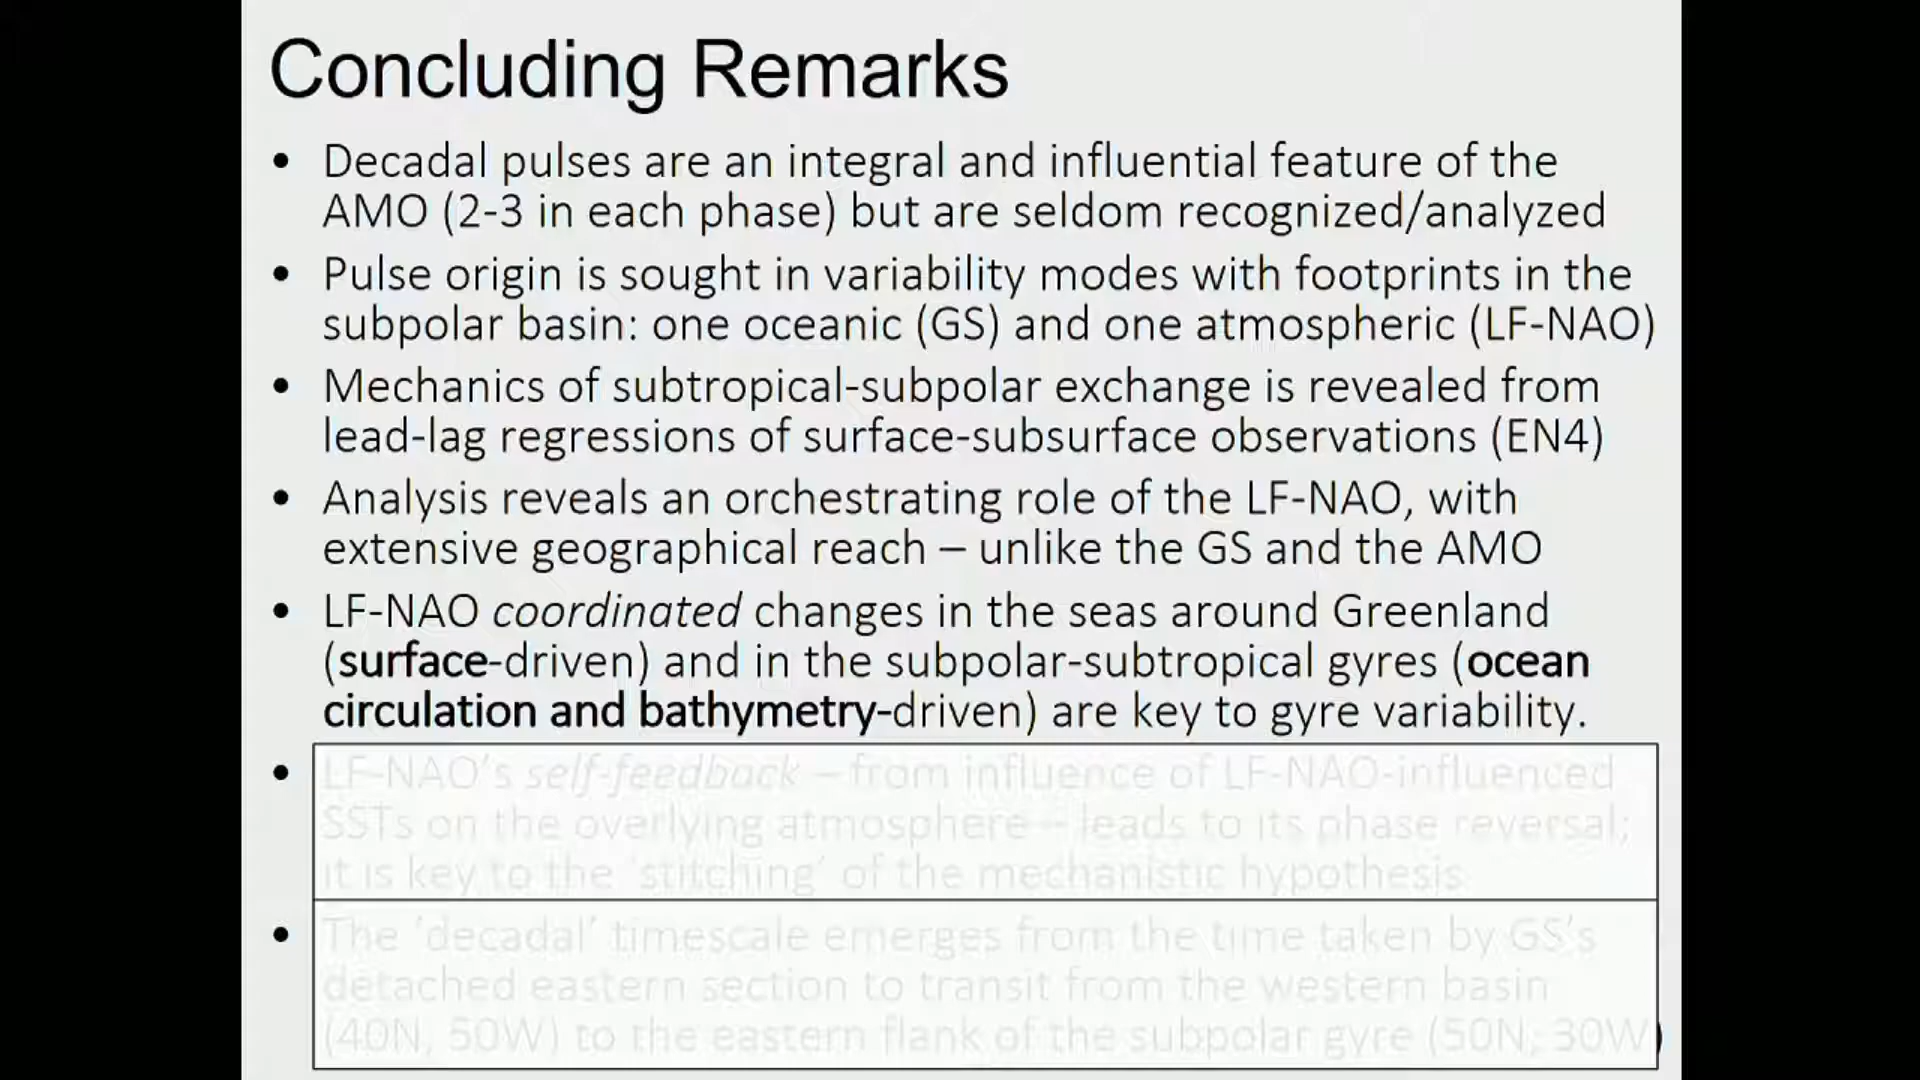 Concluding Remarks
• Decadal pulses are an integral and influential feature of the
AMO (2-3 in each phase) but are seldom recognized/analyzed
• Pulse origin is sought in variability modes with footprints in the
subpolar basin: one oceanic (GS) and one atmospheric (LF-NAO)
• Mechanics of subtropical-subpolar exchange is revealed from
lead-lag regressions of surface-subsurface observations (EN4)
• Analysis reveals an orchestrating role of the LF-NAO, with
extensive geographical reach – unlike the GS and the AMO
• LF-NAO coordinated changes in the seas around Greenland
(surface-driven) and in the subpolar-subtropical gyres (ocean
circulation and bathymetry-driven) are key to gyre variability.
• LF-NAO’s self-feedback – from influence of LF-NAO-influenced
SSTs on the overlying atmosphere – leads to its phase reversal;
it is key to the ‘stitching’ of the mechanistic hypothesis
• The ‘decadal’ timescale emerges from the time taken by GS’s
detached eastern section to transit from the western basin
(40N, 50W) to the eastern flank of the subpolar gyre (50N; 30W)